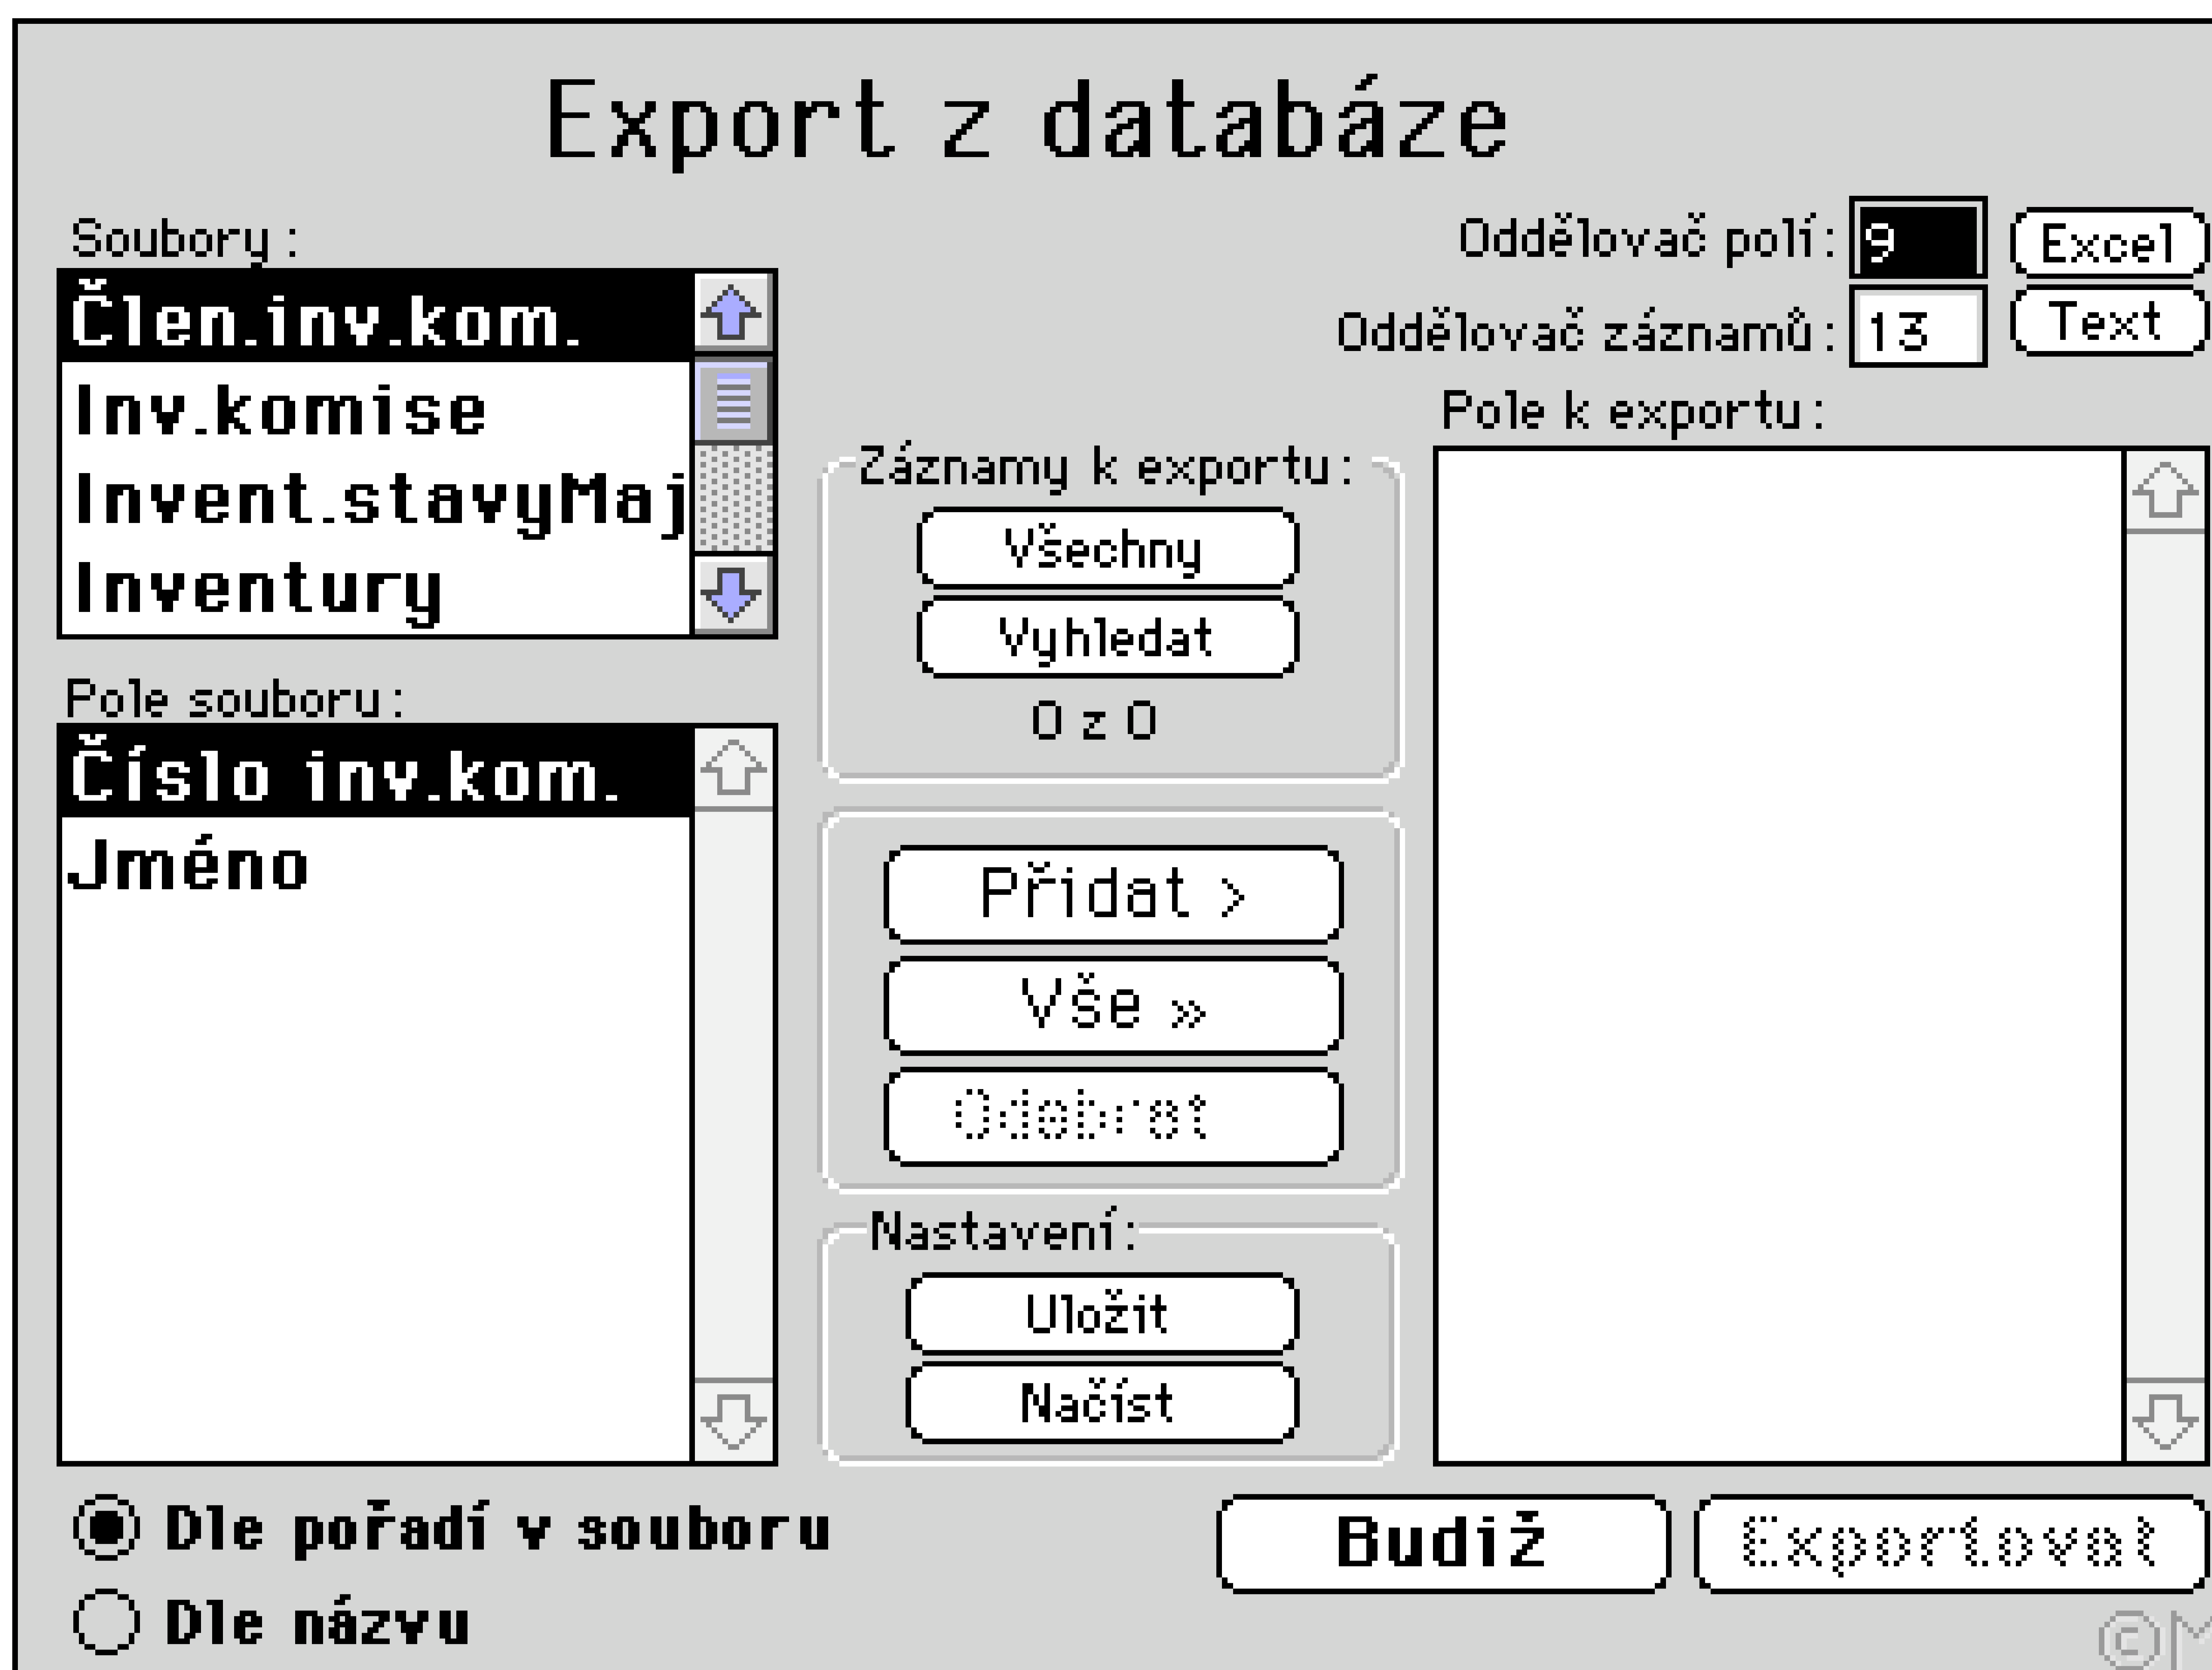 Export z databáze
Soubory:
Člen.inv.kom.
Inv.komise
Invent.stavyMaj
Inventury
Oddělovač polí: 9
Excel
Oddělovač záznamů: 13
Text
Pole k exportu:
Záznamy k exportu:
Všechny
Vyhledat
0 z 0
Pole souboru:
Číslo inv.kom.
Jméno
Přidat >
Vše »
Odebrat
Nastavení:
Uložit
Načíst
Dle pořadí v souboru
Dle názvu
Budiž
Exportovat